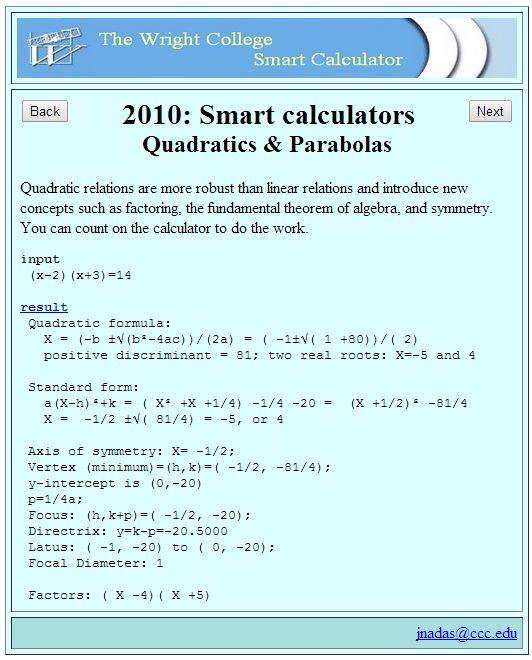 The Wright College
Smart Calculator
Back
2010: Smart calculators
Next
Quadratics & Parabolas
Quadratic relations are more robust than linear relations and introduce new
concepts such as factoring, the fundamental theorem of algebra, and symmetry.
You can count on the calculator to do the work.
input
(x-2)(x+3)=14
result
Quadratic formula:
X = (-b ±√(b²-4ac))/(2a) = ( -1±√( 1 +80))/( 2)
positive discriminant = 81; two real roots: X=-5 and 4
Standard form:
a(X-h)²+k = ( X² +X +1/4) -1/4 -20 = (X +1/2)² -81/4
X = -1/2 ±√( 81/4) = -5, or 4
Axis of symmetry: X= -1/2;
Vertex (minimum)=(h,k)=( -1/2, -81/4);
y-intercept is (0,-20)
p=1/4a;
Focus: (h,k+p)=( -1/2, -20);
Directrix: y=k-p=-20.5000
Latus: ( -1, -20) to ( 0, -20);
Focal Diameter: 1
Factors: ( X -4)( X +5)
jnadas@ccc.edu